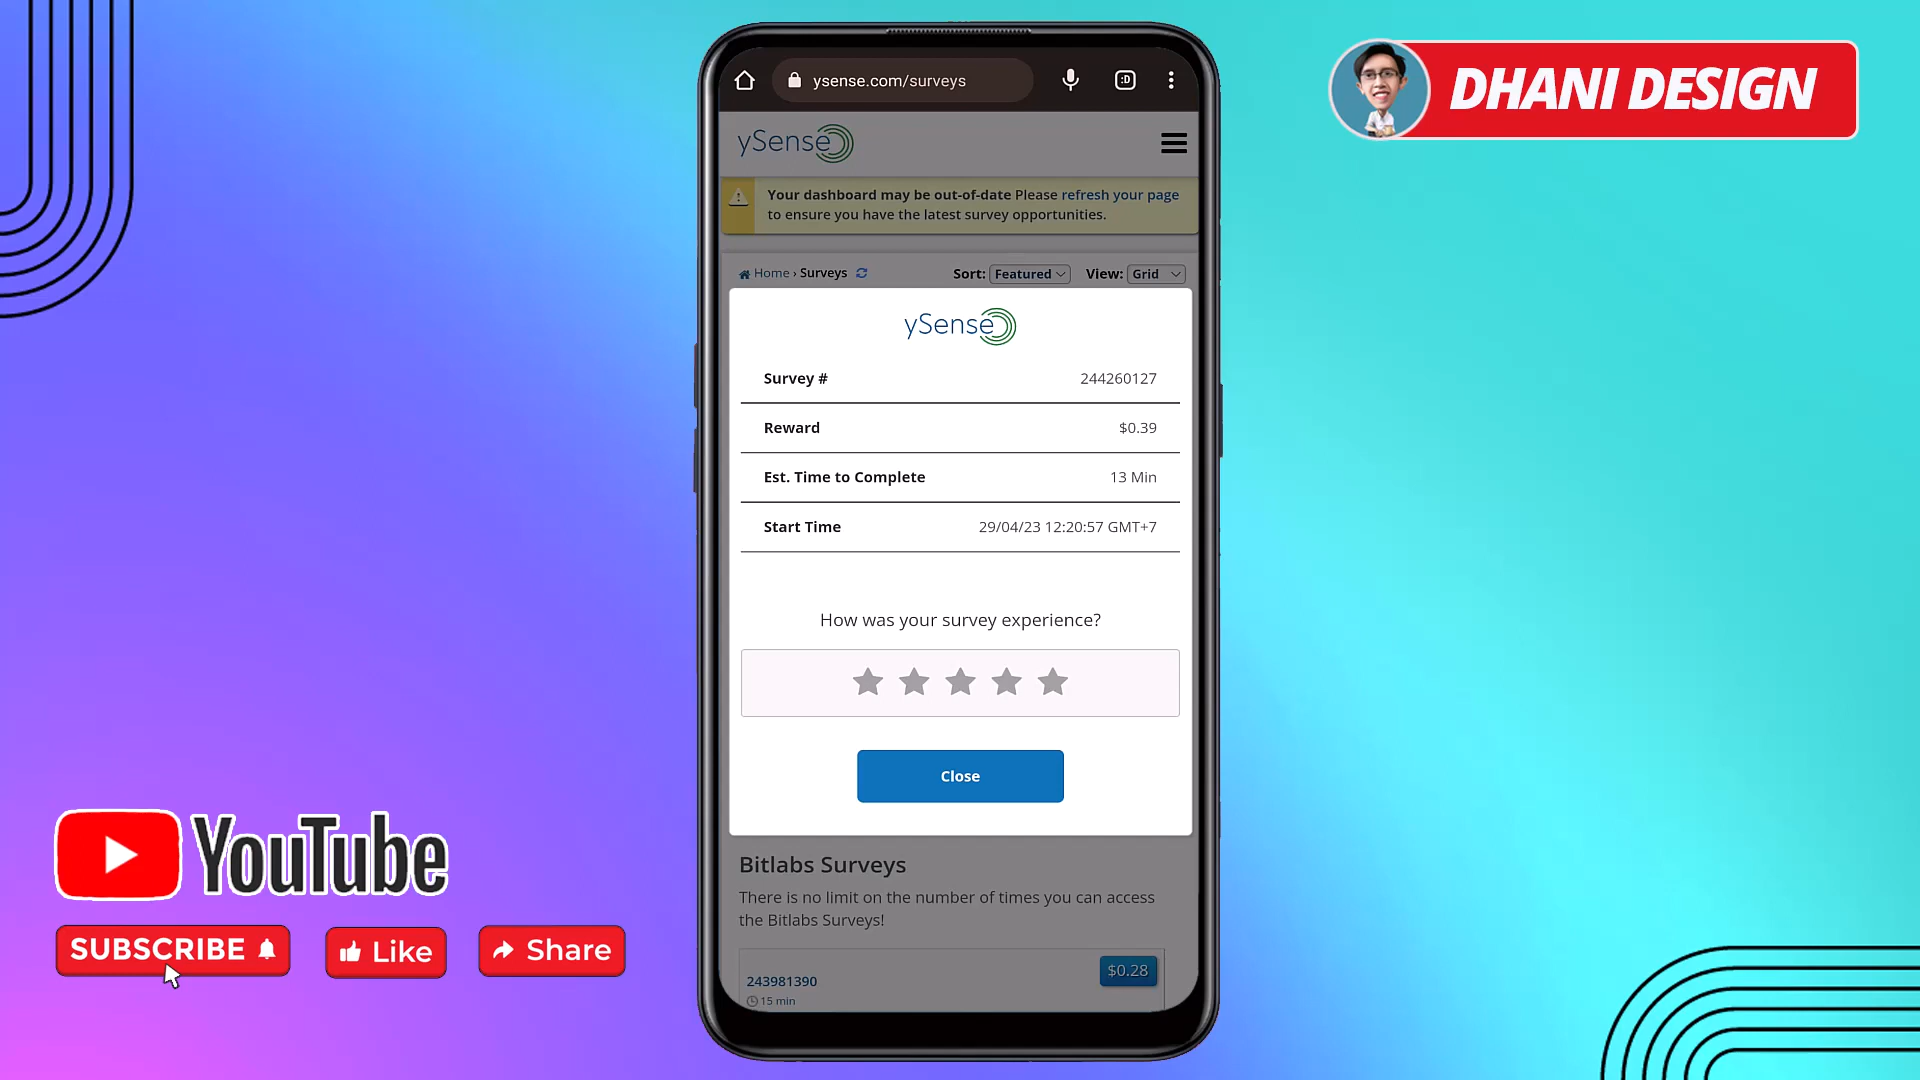 DHANI DESIGN
:D
ysense.com/surveys
ySense
Your dashboard may be out-of-date Please refresh your page
to ensure you have the latest survey opportunities.
Home › Surveys
Sort: Featured
View: Grid
ySense
Survey # 244260127
Reward $0.39
Est. Time to Complete 13 Min
Start Time 29/04/23 12:20:57 GMT+7
How was your survey experience?
Close
Bitlabs Surveys
There is no limit on the number of times you can access
the Bitlabs Surveys!
243981390
$0.28
15 min
YouTube
SUBSCRIBE
Like
Share